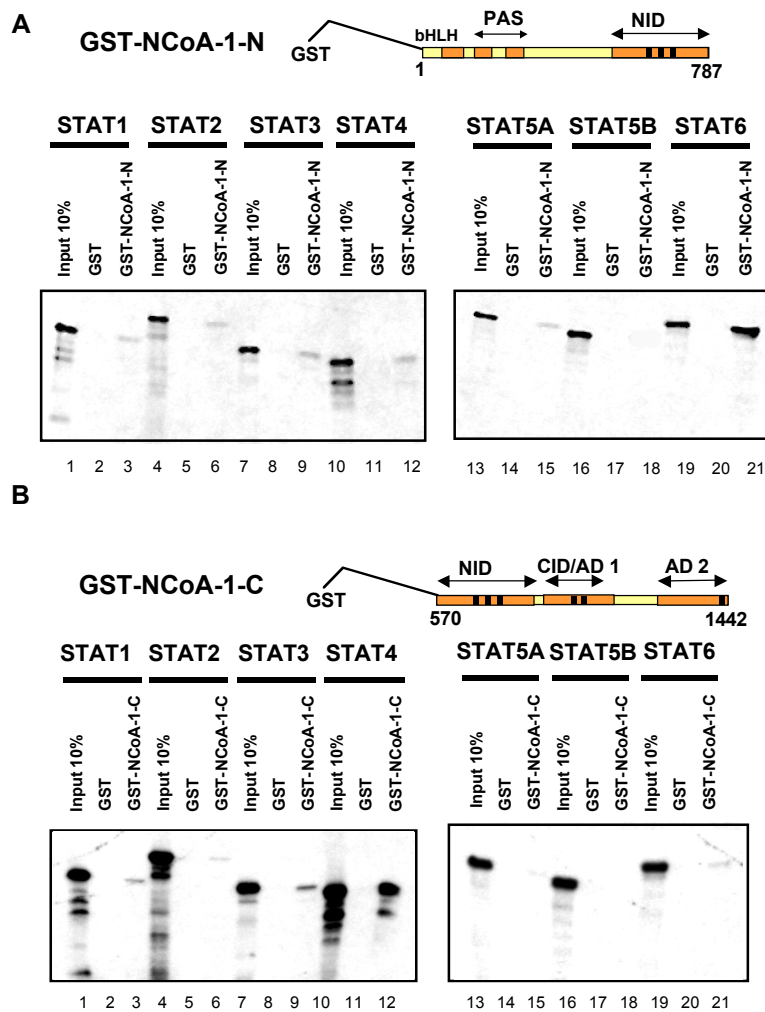 A
GST-NCoA-1-N
GST
bHLH
PAS
NID
1
787
STAT1 STAT2 STAT3 STAT4
STAT5A STAT5B STAT6
Input 10%
GST
GST-NCoA-1-N
Input 10%
GST
GST-NCoA-1-N
Input 10%
GST
GST-NCoA-1-N
Input 10%
GST
GST-NCoA-1-N
Input 10%
GST
GST-NCoA-1-N
Input 10%
GST
GST-NCoA-1-N
Input 10%
GST
GST-NCoA-1-N
1 2 3 4 5 6 7 8 9 10 11 12
13 14 15 16 17 18 19 20 21
B
GST-NCoA-1-C
GST
NID
CID/AD 1
AD 2
570
1442
STAT1 STAT2 STAT3 STAT4
STAT5A STAT5B STAT6
Input 10%
GST
GST-NCoA-1-C
Input 10%
GST
GST-NCoA-1-C
Input 10%
GST
GST-NCoA-1-C
Input 10%
GST
GST-NCoA-1-C
Input 10%
GST
GST-NCoA-1-C
Input 10%
GST
GST-NCoA-1-C
Input 10%
GST
GST-NCoA-1-C
1 2 3 4 5 6 7 8 9 10 11 12
13 14 15 16 17 18 19 20 21